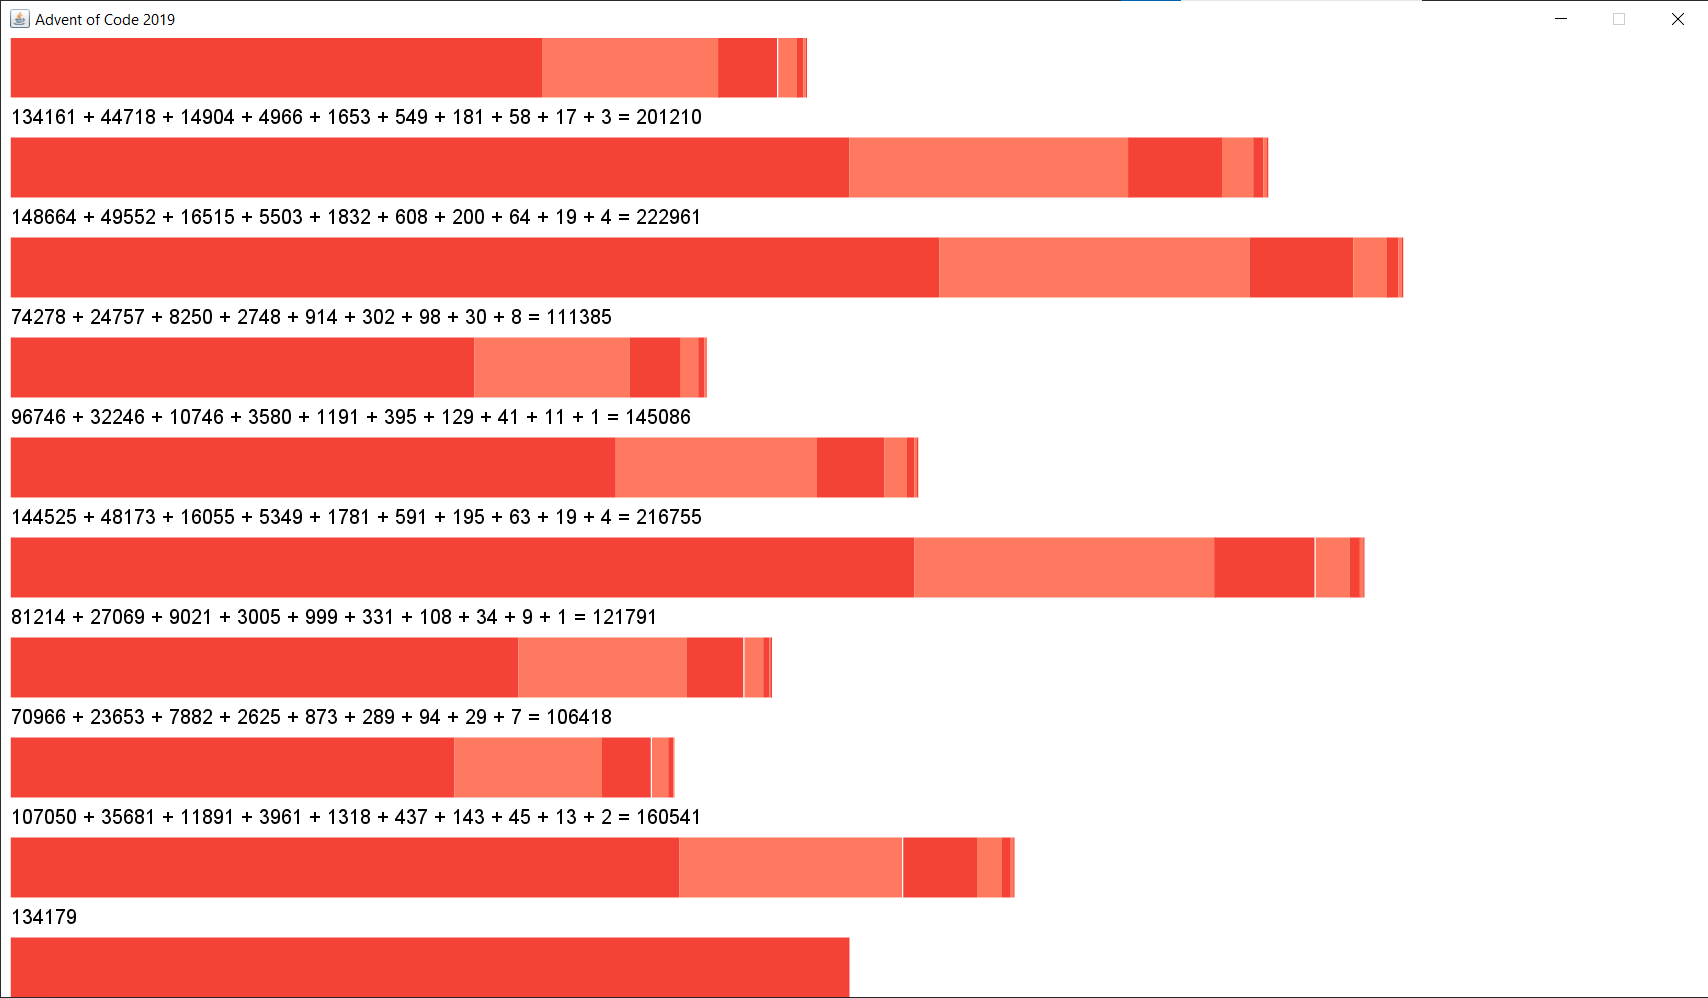 Advent of Code 2019
134161 + 44718 + 14904 + 4966 + 1653 + 549 + 181 + 58 + 17 + 3 = 201210
148664 + 49552 + 16515 + 5503 + 1832 + 608 + 200 + 64 + 19 + 4 = 222961
74278 + 24757 + 8250 + 2748 + 914 + 302 + 98 + 30 + 8 = 111385
96746 + 32246 + 10746 + 3580 + 1191 + 395 + 129 + 41 + 11 + 1 = 145086
144525 + 48173 + 16055 + 5349 + 1781 + 591 + 195 + 63 + 19 + 4 = 216755
81214 + 27069 + 9021 + 3005 + 999 + 331 + 108 + 34 + 9 + 1 = 121791
70966 + 23653 + 7882 + 2625 + 873 + 289 + 94 + 29 + 7 = 106418
107050 + 35681 + 11891 + 3961 + 1318 + 437 + 143 + 45 + 13 + 2 = 160541
134179